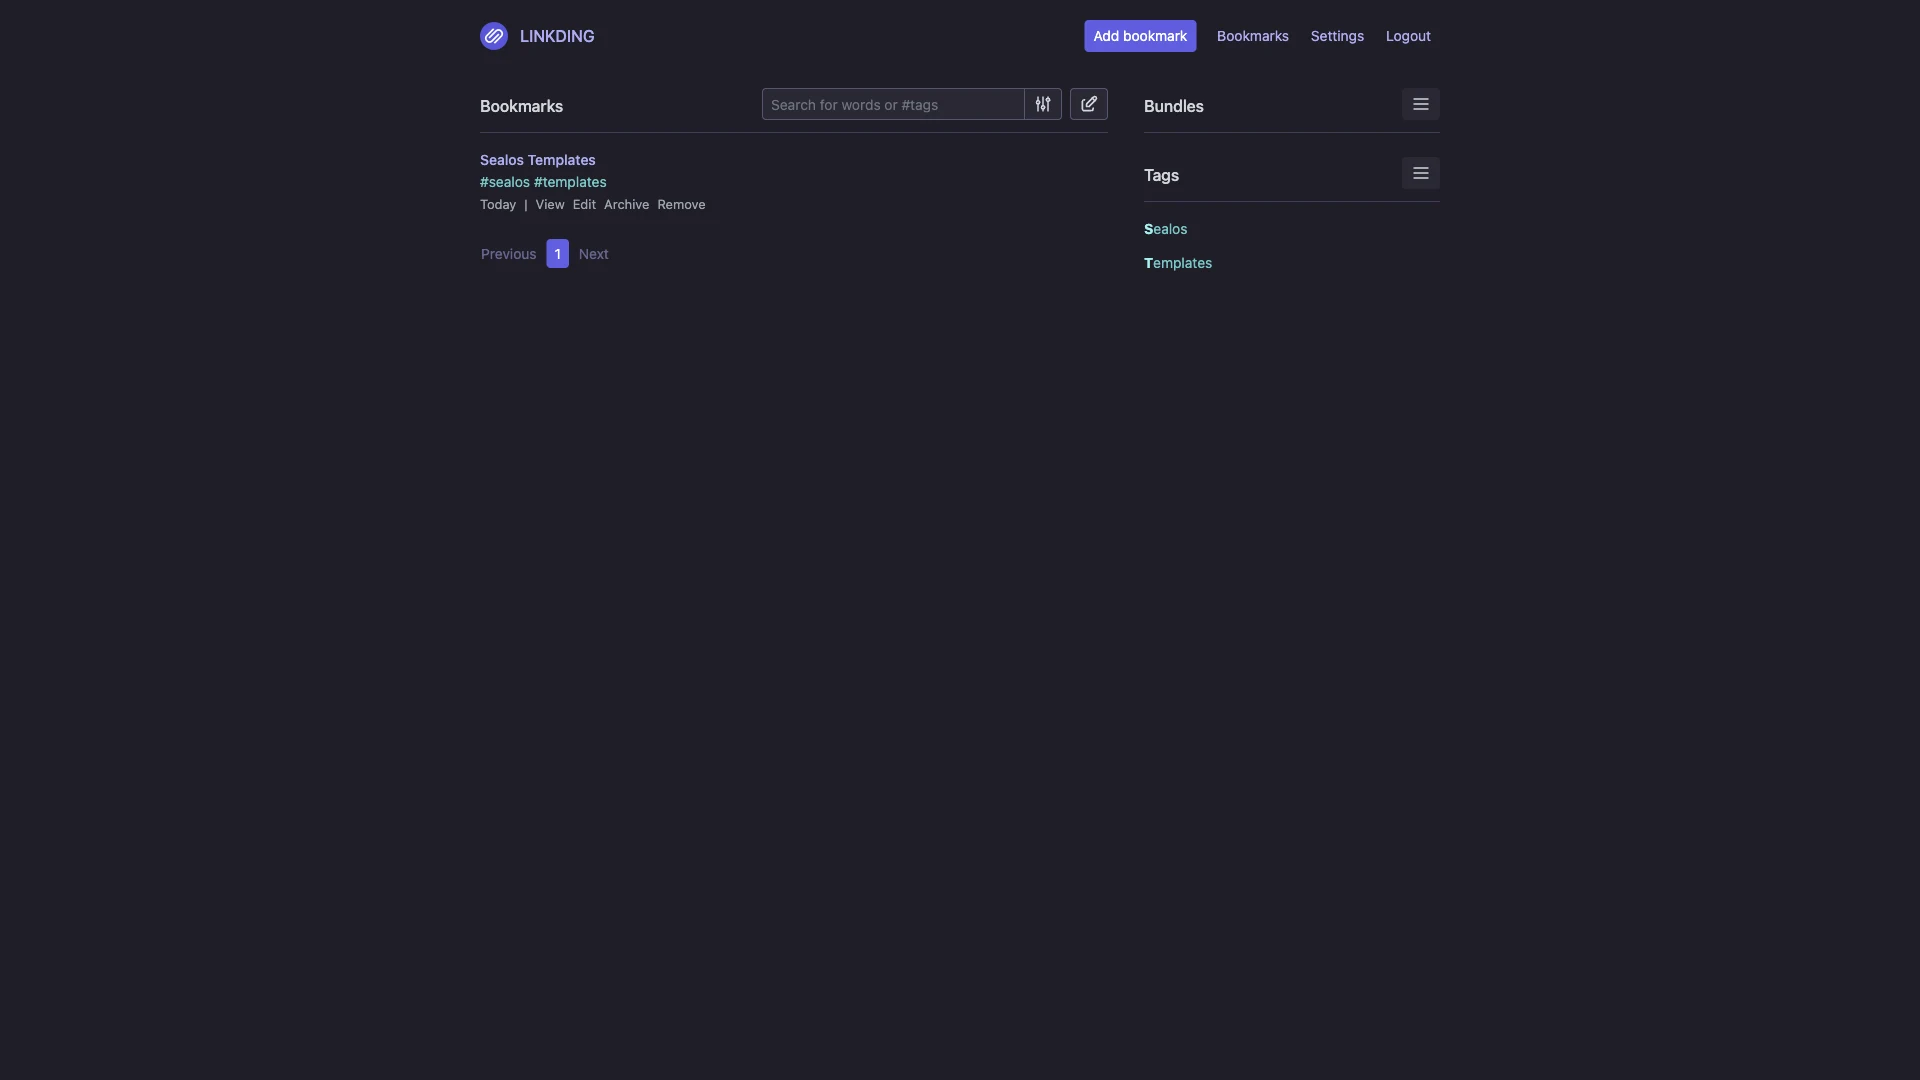 LINKDING
Add bookmark Bookmarks Settings Logout
Bookmarks
Search for words or #tags
Sealos Templates
#sealos #templates
Today | View Edit Archive Remove
Previous 1 Next
Bundles
Tags
Sealos
Templates